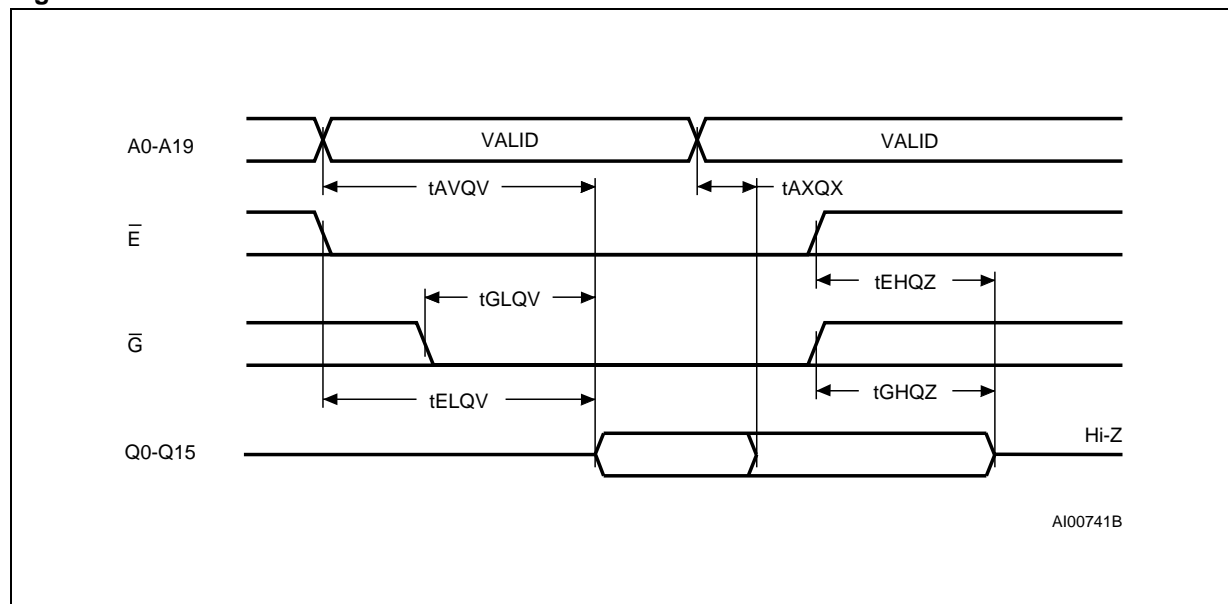 A0-A19 VALID VALID
tAVQV tAXQX
E̅
tEHQZ
tGLQV
G̅
tGHQZ
tELQV
Hi-Z
Q0-Q15
AI00741B